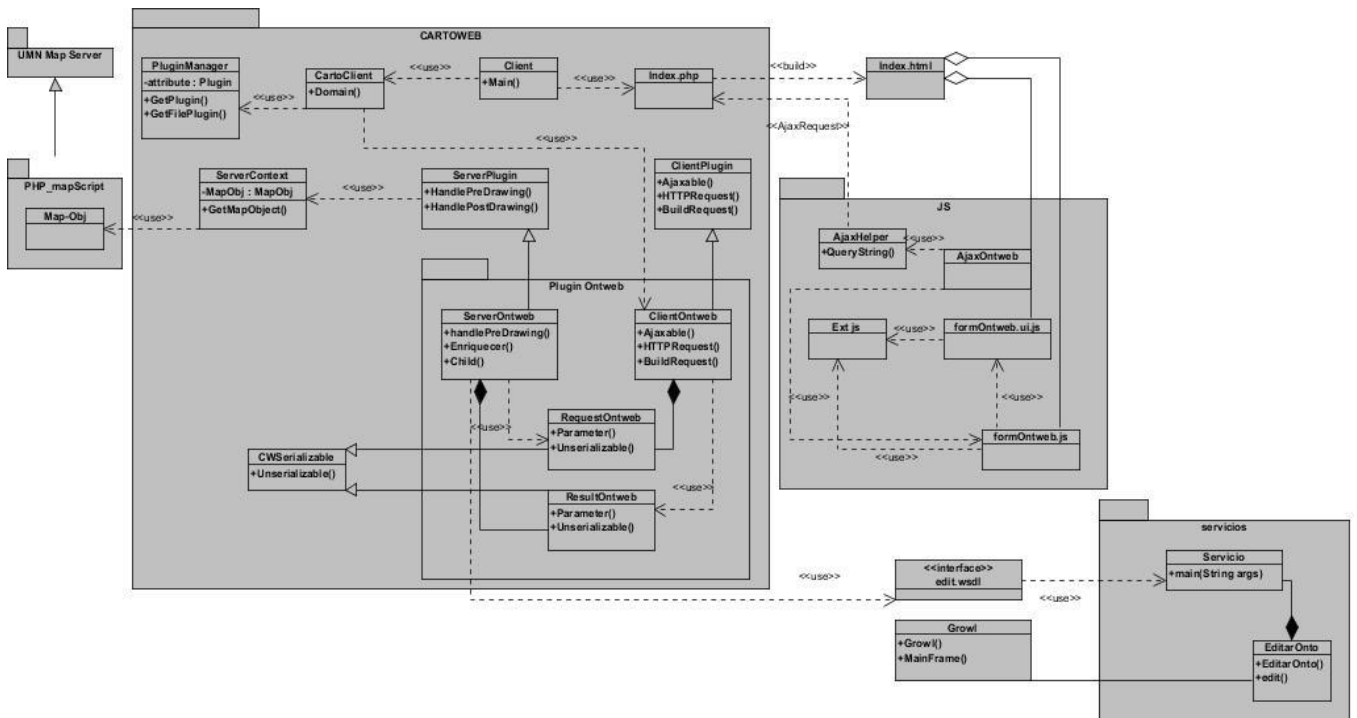 UMN Map Server
PHP_mapScript
Map-Obj
<<use>>
CARTOWEB
PluginManager
-attribute : Plugin
+GetPlugin()
+GetFilePlugin()
<<use>>
CartoClient
+Domain()
<<use>>
Client
+Main()
<<use>>
Index.php
<<build>>
Index.html
<<AjaxRequest>>
<<use>>
ServerContext
-MapObj : MapObj
+GetMapObject()
<<use>>
ServerPlugin
+HandlePreDrawing()
+HandlePostDrawing()
ClientPlugin
+Ajaxable()
+HTTPRequest()
+BuildRequest()
Plugin Ontweb
ServerOntweb
+handlePreDrawing()
+Enriquecer()
+Child()
ClientOntweb
+Ajaxable()
+HTTPRequest()
+BuildRequest()
<<use>>
RequestOntweb
+Parameter()
+Unserializable()
CWSerializable
+Unserializable()
<<use>>
ResultOntweb
+Parameter()
+Unserializable()
JS
AjaxHelper
+QueryString()
<<use>>
AjaxOntweb
Ext js
<<use>>
formOntweb.ui.js
<<use>>
<<use>>
formOntweb.js
<<use>>
servicios
<<use>>
<<interface>>
edit.wsdl
<<use>>
Servicio
+main(String args)
Growl
+Growl()
+MainFrame()
EditarOnto
+EditarOnto()
+edit()